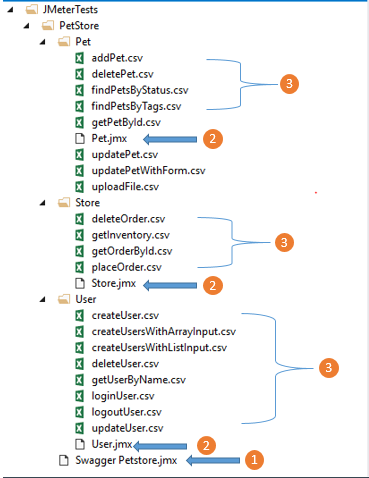 JMeterTests
PetStore
Pet
addPet.csv
deletePet.csv
findPetsByStatus.csv
3
findPetsByTags.csv
getPetById.csv
Pet.jmx
2
updatePet.csv
updatePetWithForm.csv
uploadFile.csv
Store
deleteOrder.csv
getInventory.csv
3
getOrderById.csv
placeOrder.csv
Store.jmx
2
User
createUser.csv
createUsersWithArrayInput.csv
createUsersWithListInput.csv
deleteUser.csv
3
getUserByName.csv
loginUser.csv
logoutUser.csv
updateUser.csv
User.jmx
2
Swagger Petstore.jmx
1